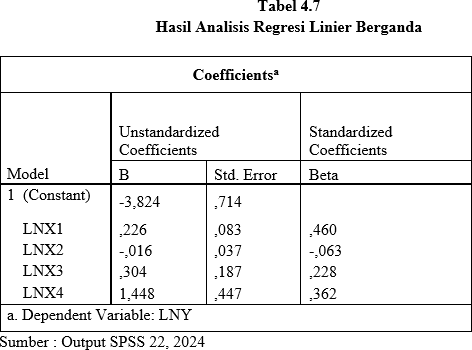 Tabel 4.7
Hasil Analisis Regresi Linier Berganda
Coefficientsa
Unstandardized Coefficients Standardized Coefficients
Model B Std. Error Beta
1 (Constant) -3,824 ,714
LNX1 ,226 ,083 ,460
LNX2 -,016 ,037 -,063
LNX3 ,304 ,187 ,228
LNX4 1,448 ,447 ,362
a. Dependent Variable: LNY
Sumber : Output SPSS 22, 2024